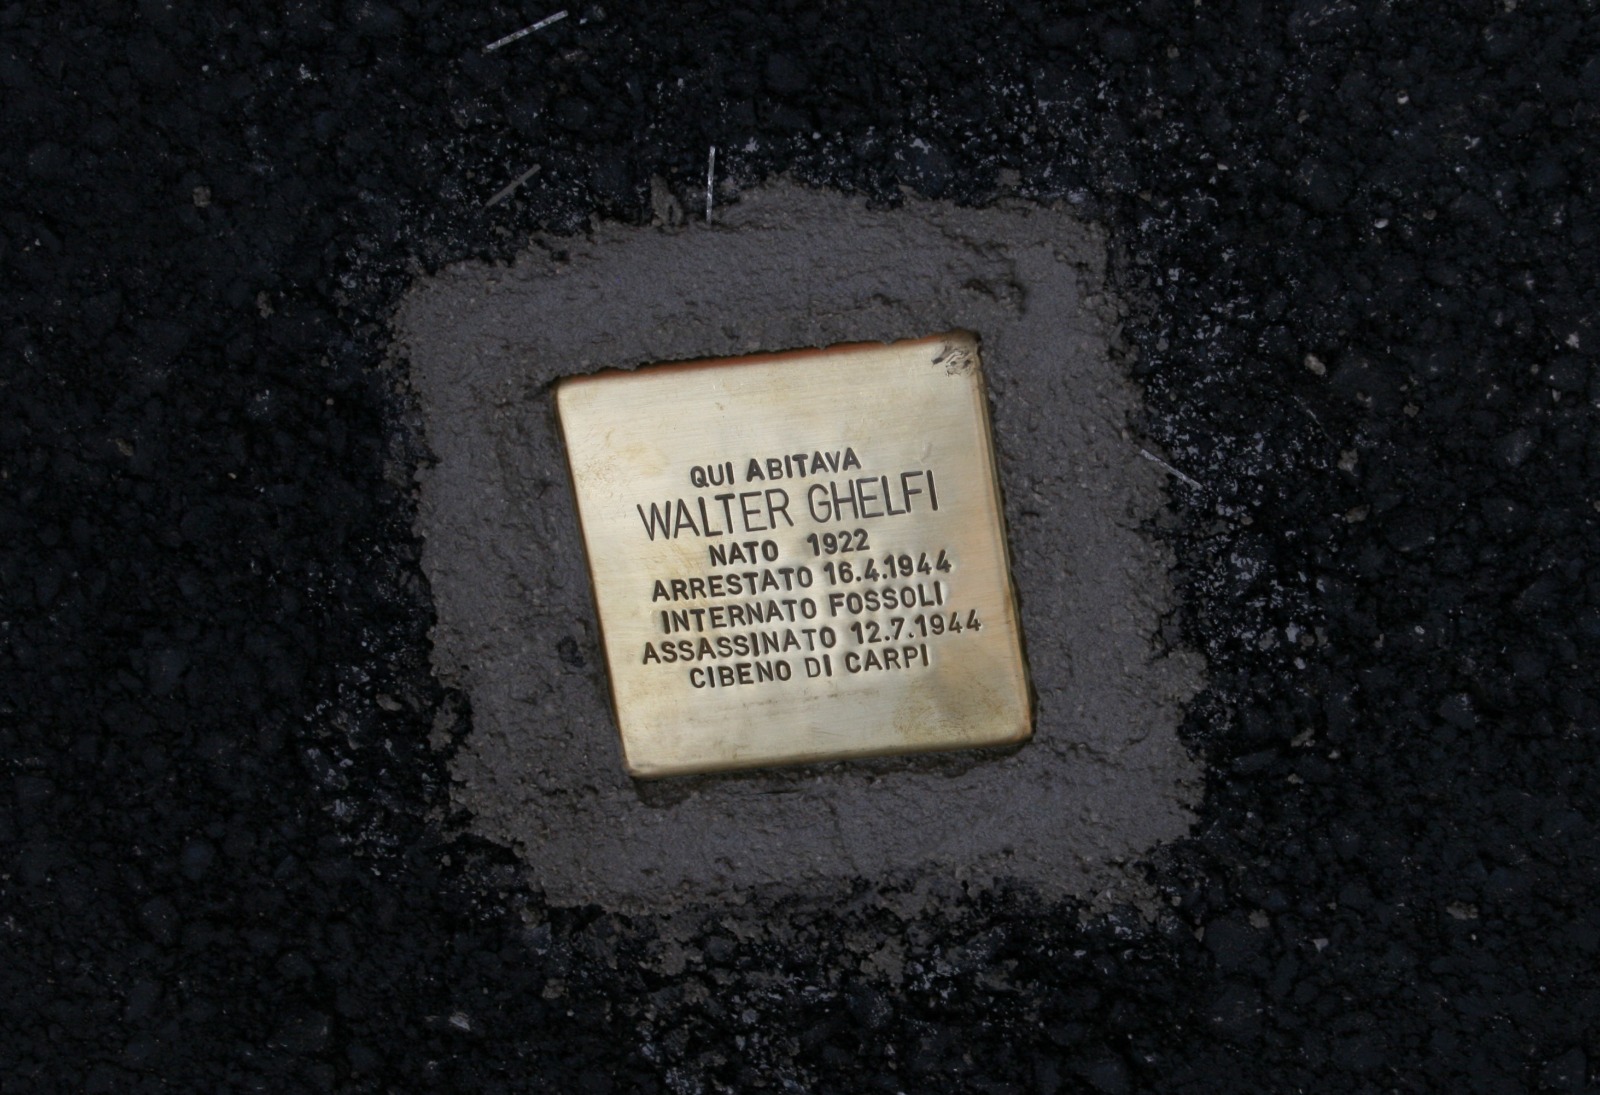 QUI ABITAVA
WALTER GHELFI
NATO 1922
ARRESTATO 16.4.1944
INTERNATO FOSSOLI
ASSASSINATO 12.7.1944
CIBENO DI CARPI